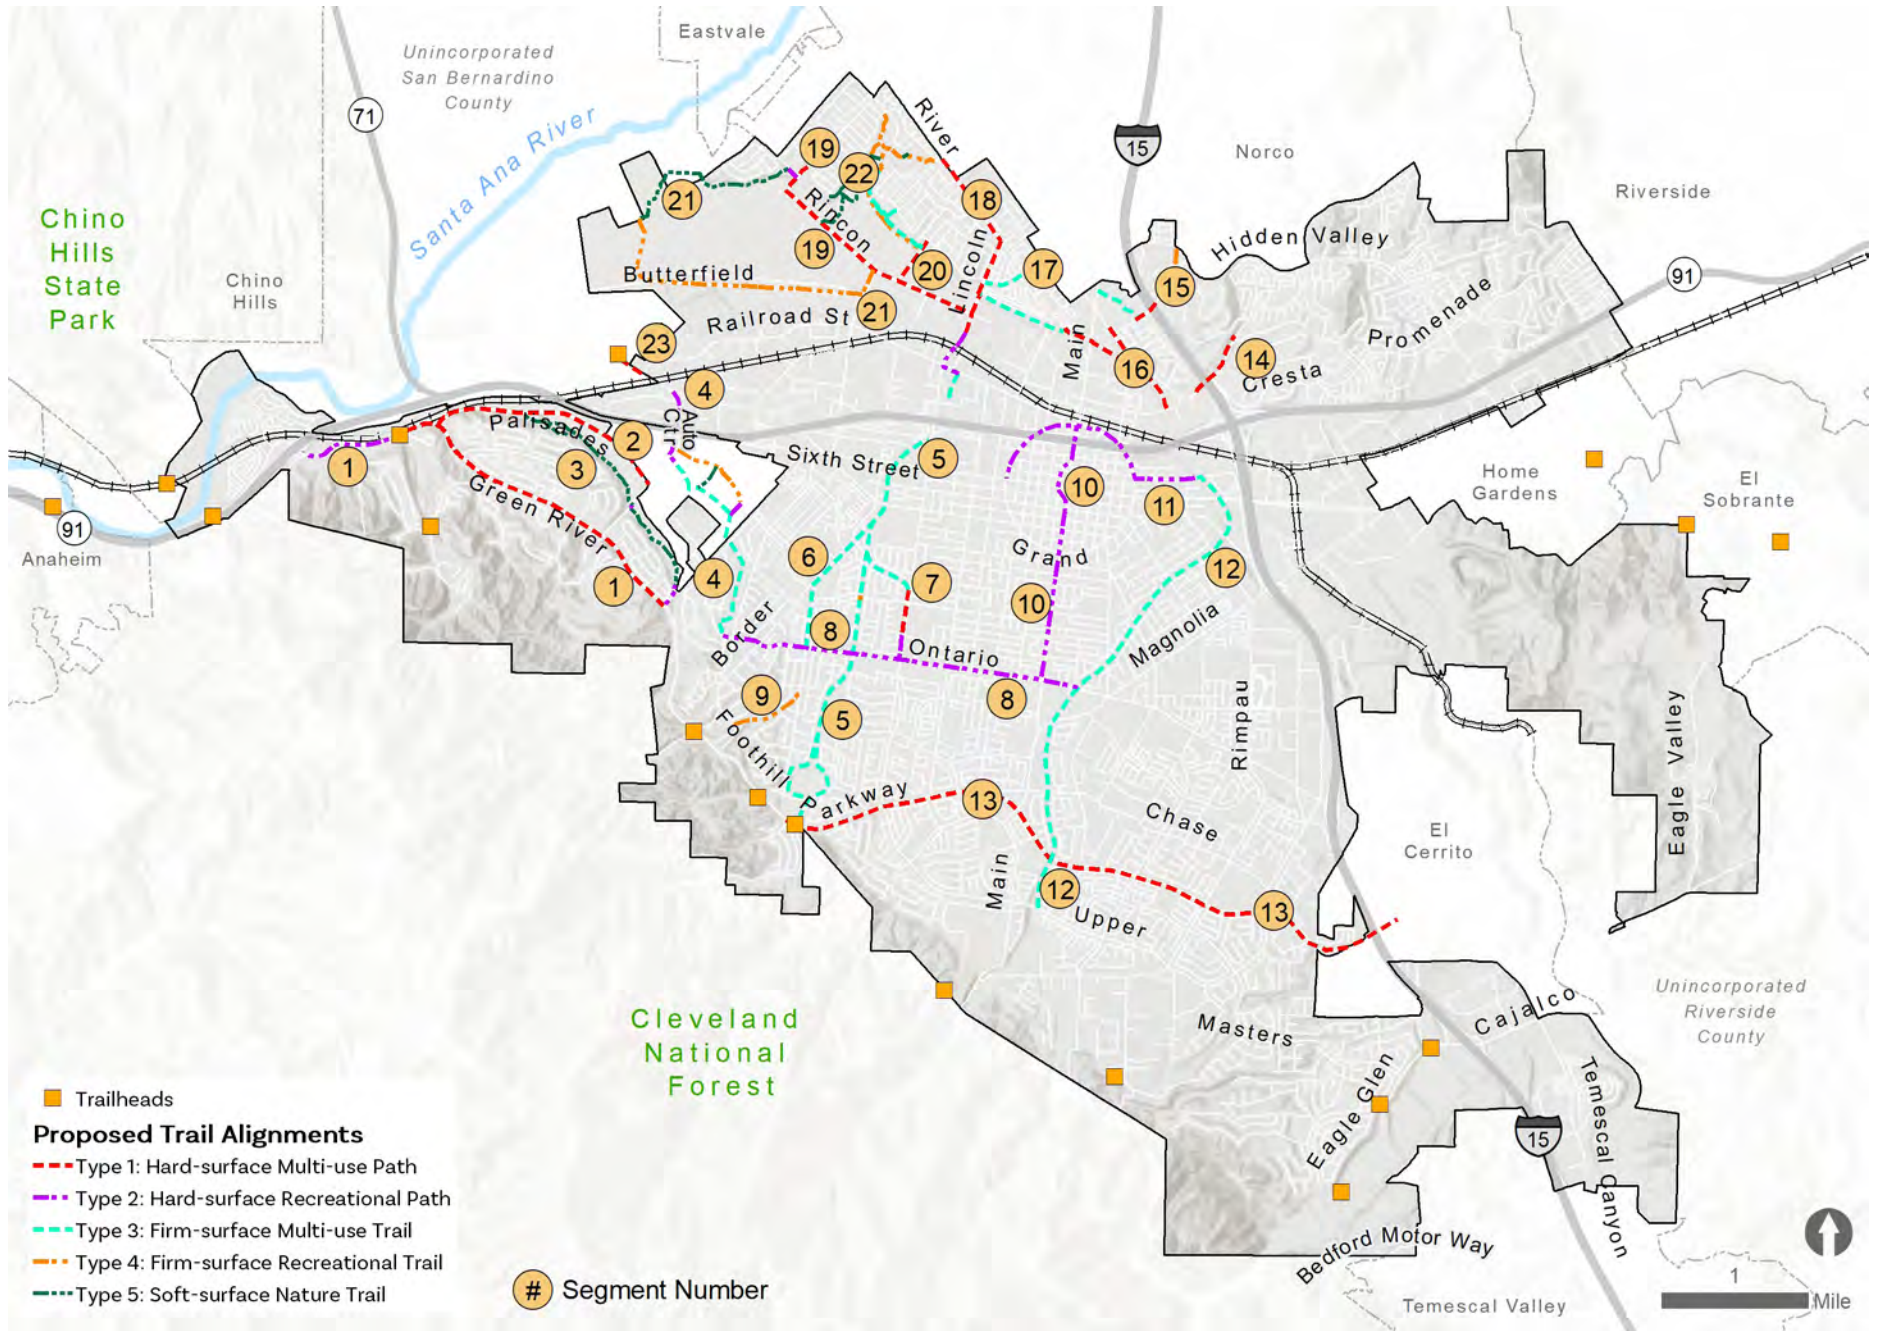 Eastvale
Unincorporated
San Bernardino
County
71
Santa Ana River
River
15
Norco
Riverside
Chino
Hills
State
Park
Chino
Hills
19
22
21
18
Rincon
Hidden Valley
19
20
Lincoln
17
15
91
Butterfield
21
Railroad St
Promenade
23
Main
16
14
Cresta
4
Auto
Ctr
Palisades
2
1
3
Sixth Street
5
Home
Gardens
El
Sobrante
10
11
Green River
91
Anaheim
6
Grand
7
12
1
4
10
Border
8
Ontario
Magnolia
9
8
5
Rimpau
Foothill Parkway
13
Chase
El
Cerrito
Eagle Valley
Main
12
Upper
13
Unincorporated
Riverside
County
Cleveland
National
Forest
Masters
Cajalco
Eagle Glen
Temescal Canyon
15
Bedford Motor Way
Temescal Valley
Trailheads
Proposed Trail Alignments
Type 1: Hard-surface Multi-use Path
Type 2: Hard-surface Recreational Path
Type 3: Firm-surface Multi-use Trail
Type 4: Firm-surface Recreational Trail
Type 5: Soft-surface Nature Trail
# Segment Number
1
Mile